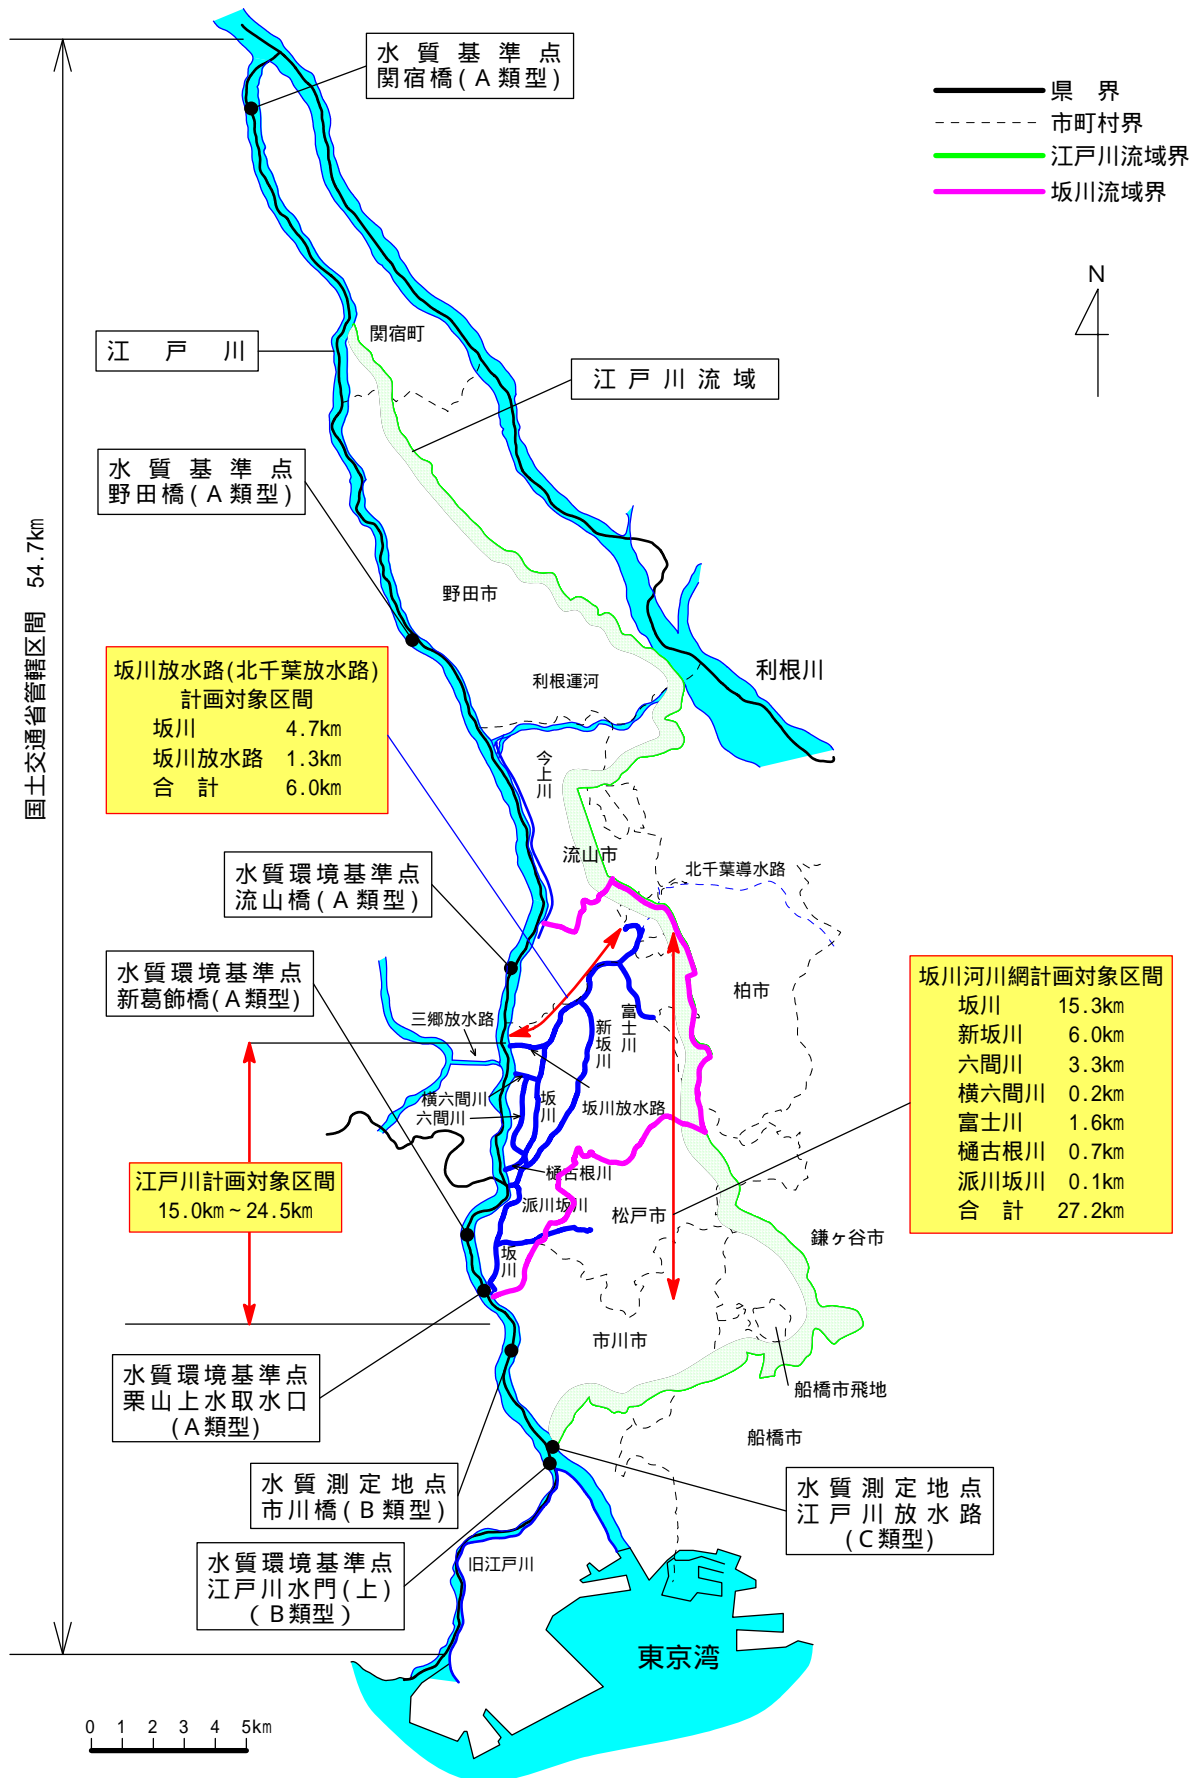 水質基準点
関宿橋(A類型)
県 界
市町村界
江戸川流域界
坂川流域界
N
関宿町
江戸川
江戸川流域
水質基準点
野田橋(A類型)
国土交通省管轄区間 54.7km
野田市
利根川
坂川放水路(北千葉放水路)
計画対象区間
坂川 4.7km
坂川放水路 1.3km
合 計 6.0km
利根運河
今上川
流山市
北千葉導水路
水質環境基準点
流山橋(A類型)
水質環境基準点
新葛飾橋(A類型)
柏市
坂川河川網計画対象区間
坂川 15.3km
新坂川 6.0km
六間川 3.3km
横六間川 0.2km
富士川 1.6km
樋古根川 0.7km
派川坂川 0.1km
合 計 27.2km
三郷放水路
富士川
新坂川
横六間川
六間川
坂川
坂川放水路
江戸川計画対象区間
15.0km~24.5km
樋古根川
派川坂川
松戸市
坂川
鎌ヶ谷市
市川市
水質環境基準点
栗山上水取水口
(A類型)
船橋市飛地
船橋市
水質測定地点
市川橋(B類型)
水質測定地点
江戸川放水路
(C類型)
水質環境基準点
江戸川水門(上)
(B類型)
旧江戸川
東京湾
0 1 2 3 4 5km